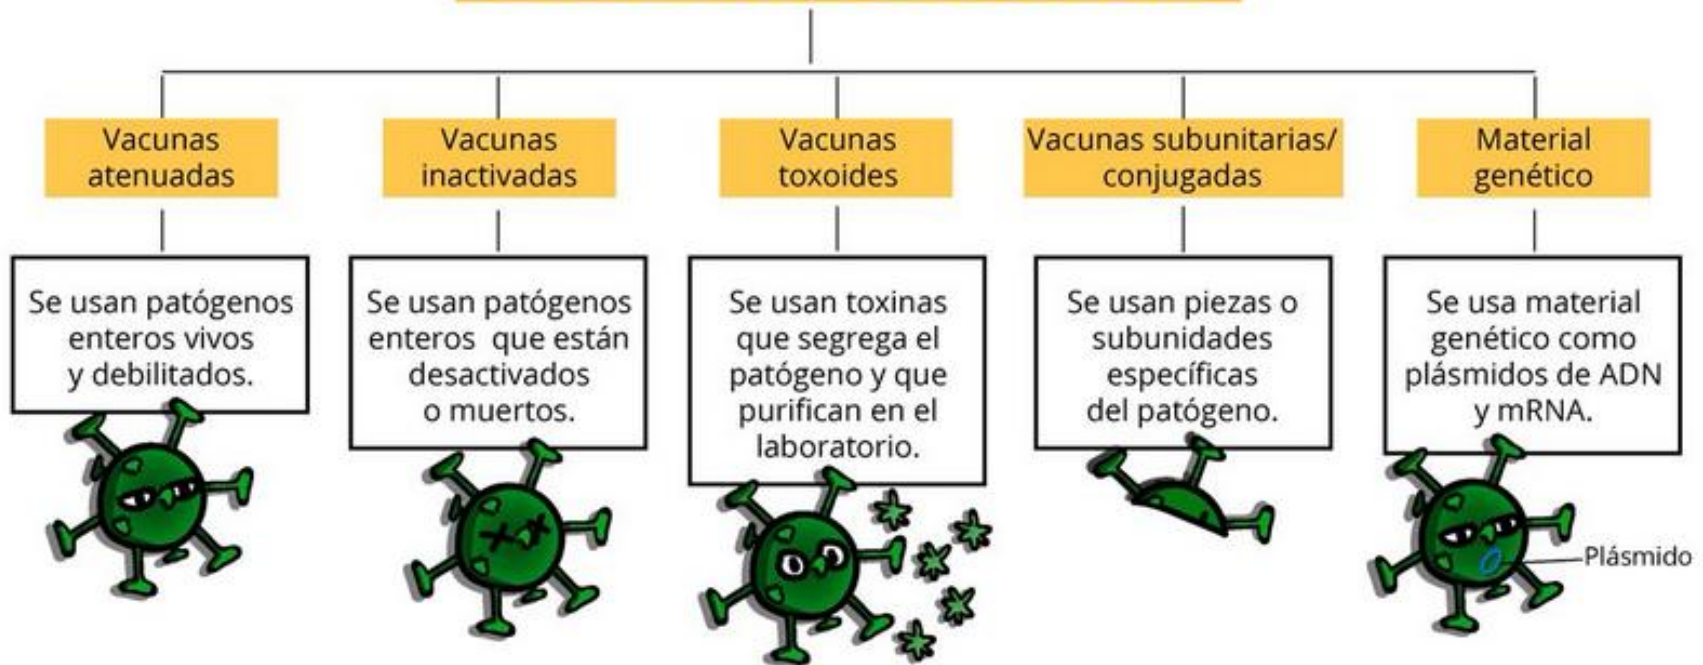 Vacunas
atenuadas
Vacunas
inactivadas
Vacunas
toxoides
Vacunas subunitarias/
conjugadas
Material
genético
Se usan patógenos
enteros vivos
y debilitados.
Se usan patógenos
enteros que están
desactivados
o muertos.
Se usan toxinas
que segrega el
patógeno y que
purifican en el
laboratorio.
Se usan piezas o
subunidades
específicas
del patógeno.
Se usa material
genético como
plásmidos de ADN
y mRNA.
Plásmido